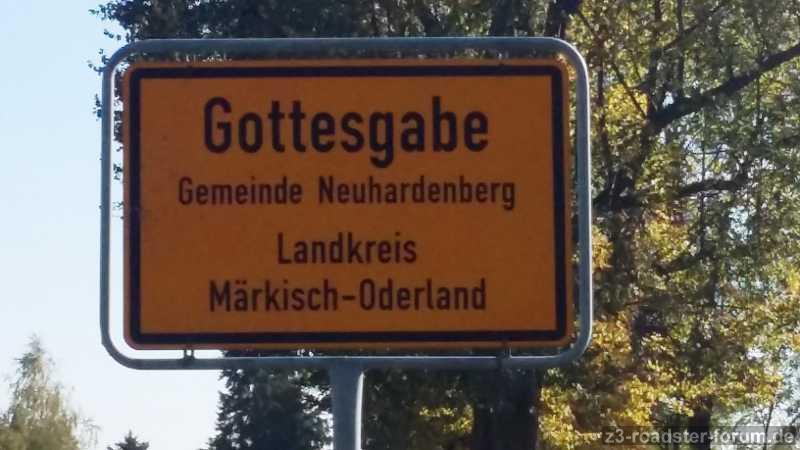 Gottesgabe
Gemeinde Neuhardenberg
Landkreis
Märkisch-Oderland
z3-roadster-forum.de